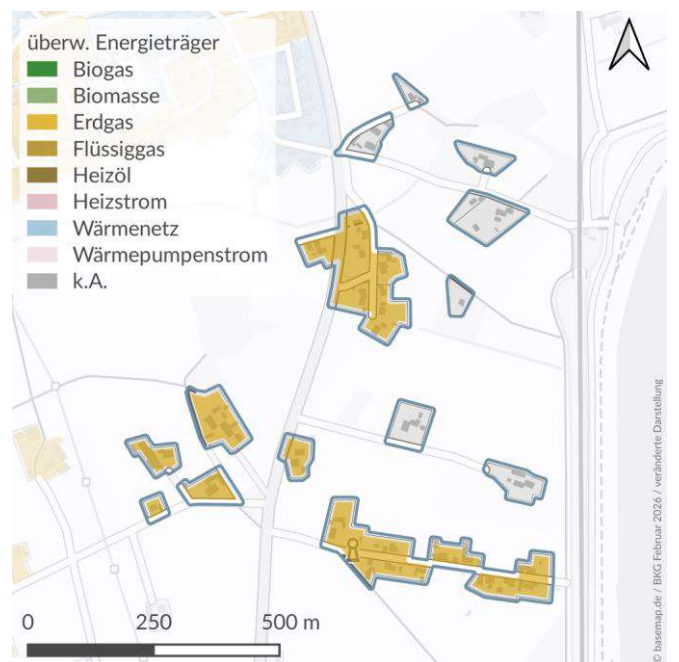 überw. Energieträger
Biogas
Biomasse
Erdgas
Flüssiggas
Heizöl
Heizstrom
Wärmenetz
Wärmepumpenstrom
k.A.
© basemap.de / BKG Februar 2026 / veränderte Darstellung
0 250 500 m